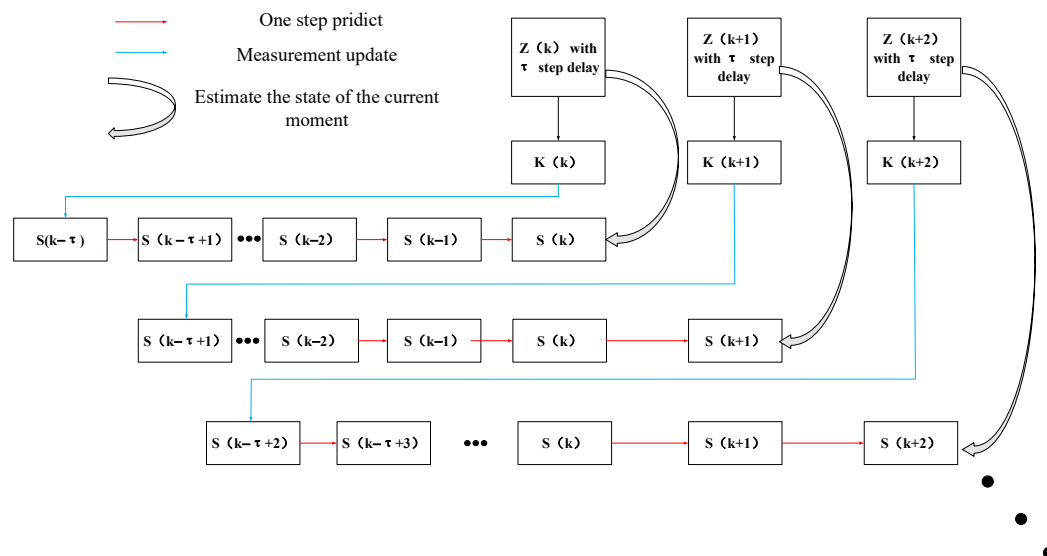 One step pridict
Measurement update
Estimate the state of the current
moment
Z（k）with
τ step delay
Z（k+1）
with τ step
delay
Z（k+2）
with τ step
delay
K（k）
K（k+1）
K（k+2）
S(k−τ)
S（k−τ+1）
•••
S（k−2）
S（k−1）
S（k）
S（k−τ+1）
•••
S（k−2）
S（k−1）
S（k）
S（k+1）
S（k−τ+2）
S（k−τ+3）
•••
S（k）
S（k+1）
S（k+2）